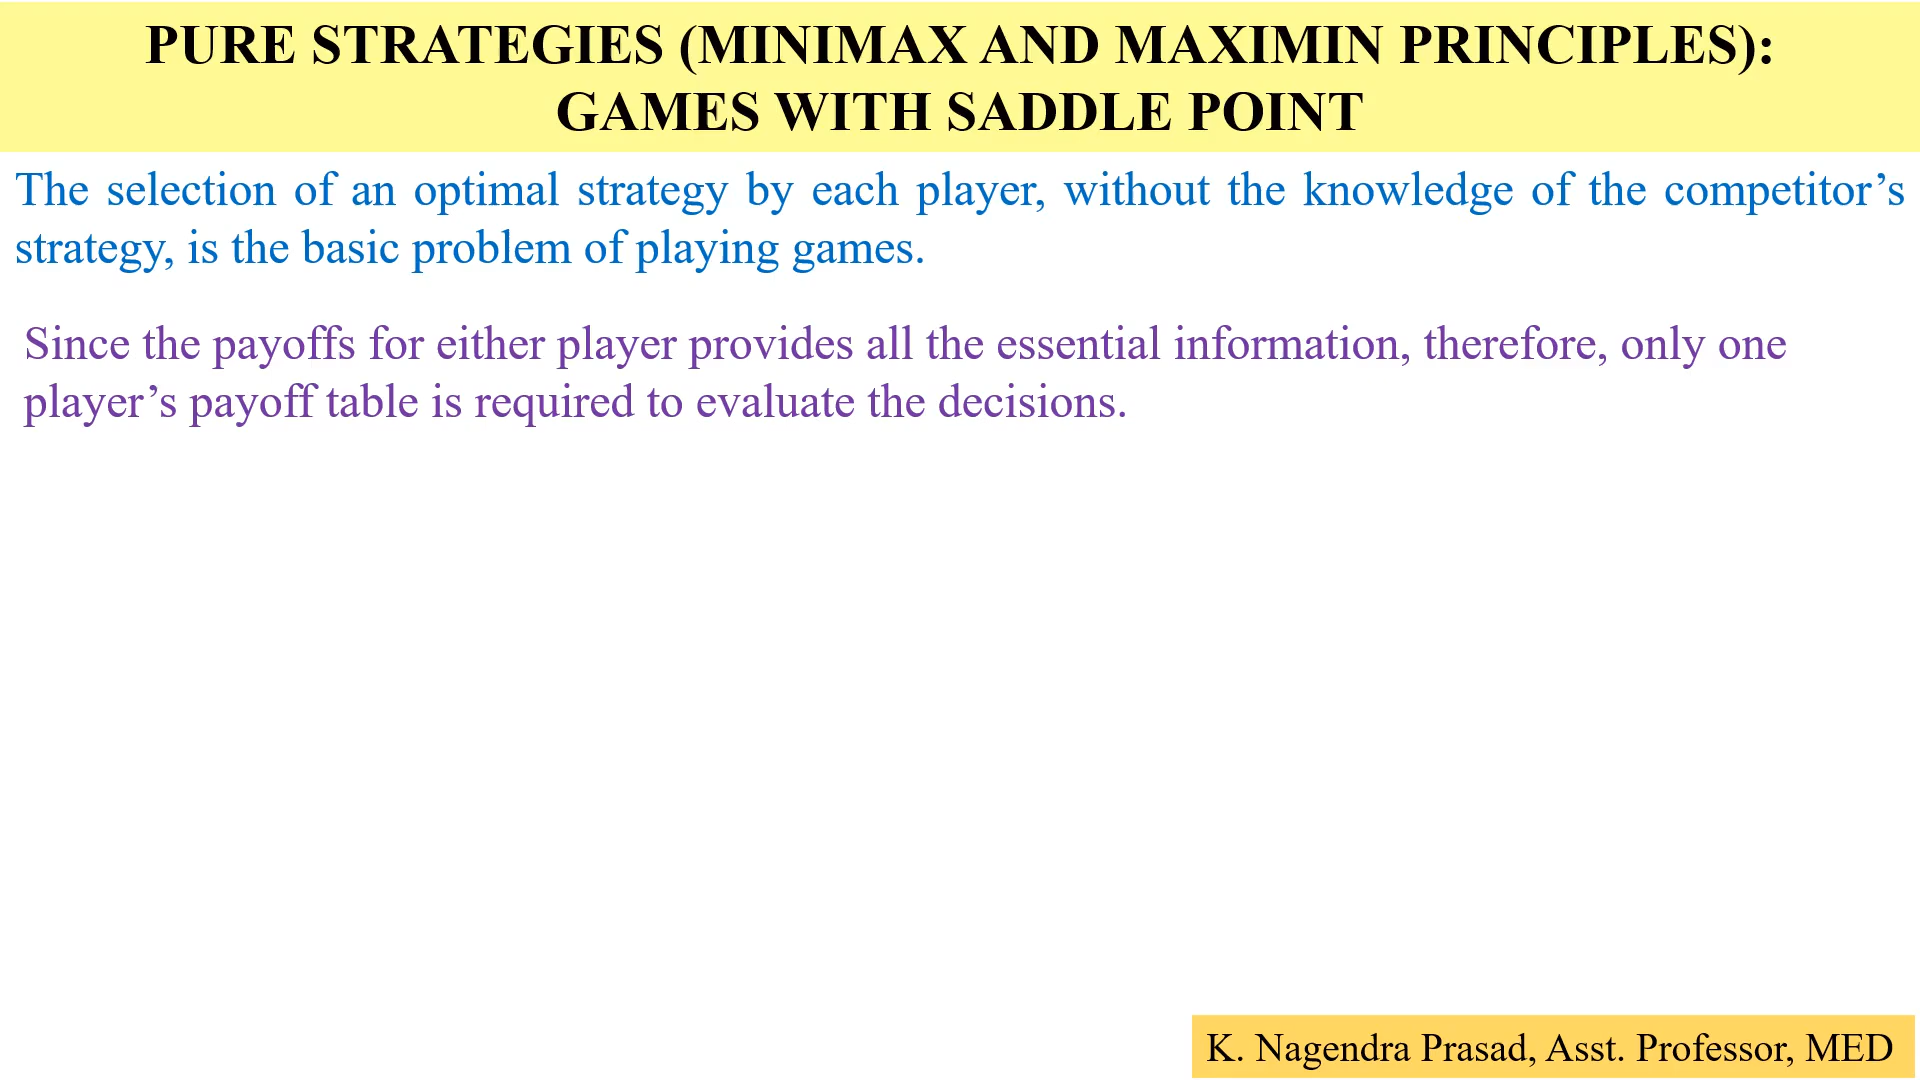 PURE STRATEGIES (MINIMAX AND MAXIMIN PRINCIPLES):
GAMES WITH SADDLE POINT
The selection of an optimal strategy by each player, without the knowledge of the competitor’s
strategy, is the basic problem of playing games.
Since the payoffs for either player provides all the essential information, therefore, only one
player’s payoff table is required to evaluate the decisions.
K. Nagendra Prasad, Asst. Professor, MED